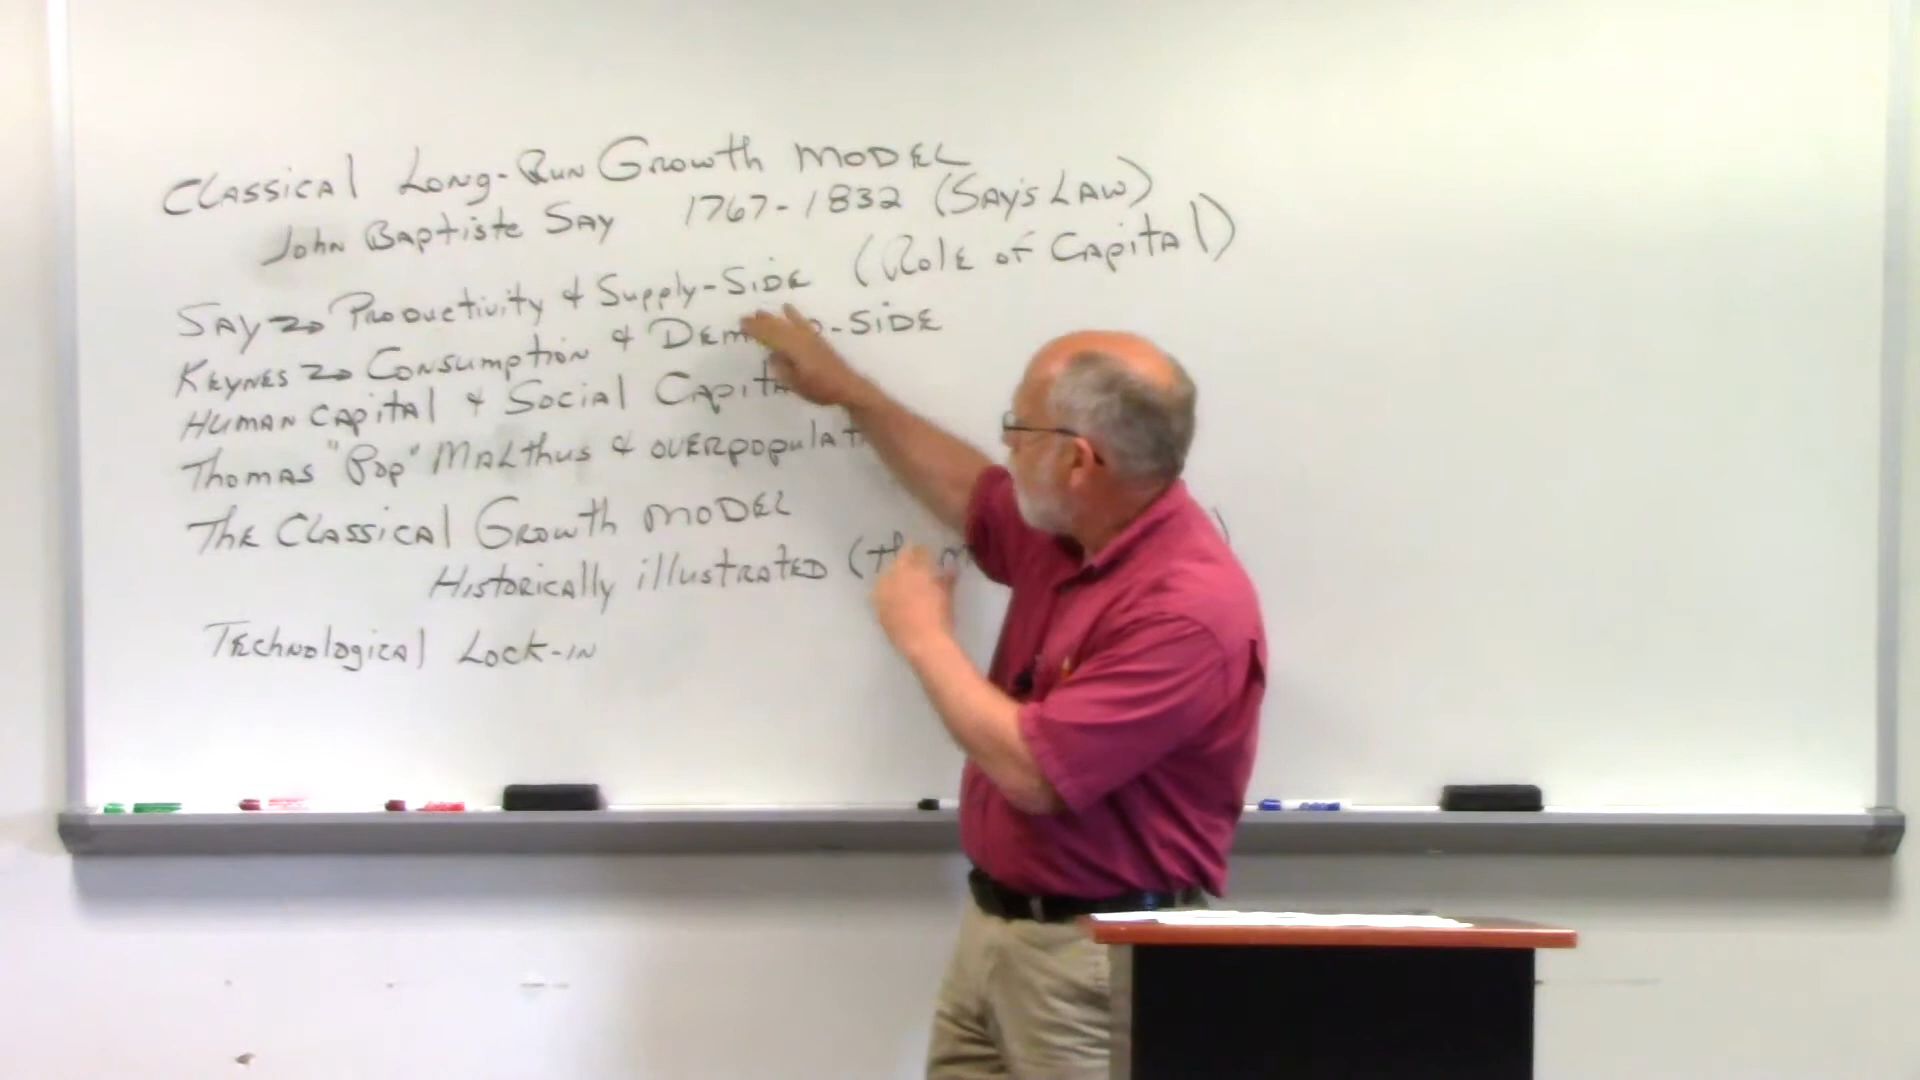 Classical Long-Run Growth Model
John Baptiste Say 1767-1832 (Say's Law)
Say → Productivity & Supply-Side (Role of Capital)
Keynes → Consumption & Demand-Side
Human Capital & Social Capital
Thomas "Pop" Malthus & overpopulat
The Classical Growth Model
Historically illustrated
Technological Lock-in